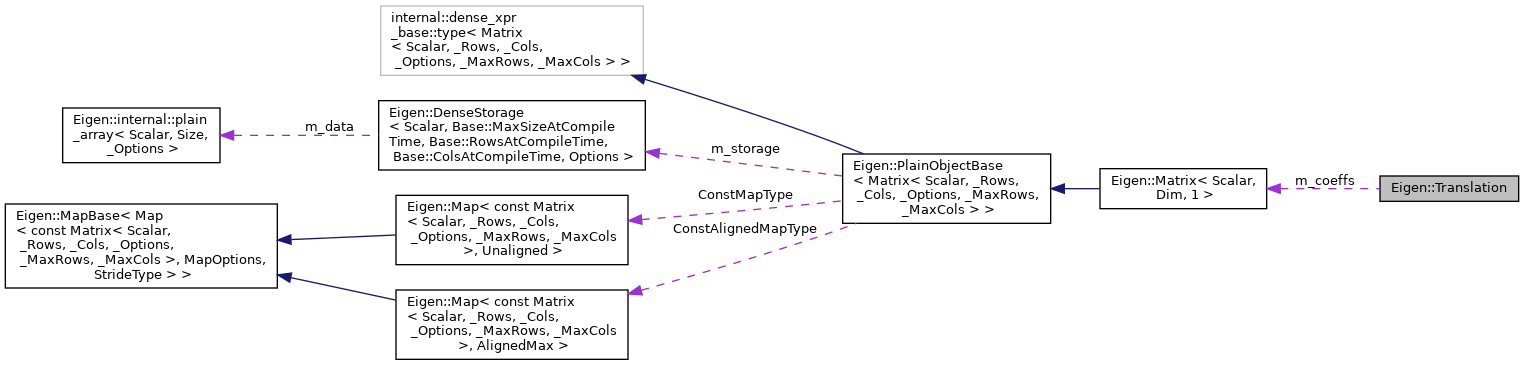 internal::dense_xpr
_base::type< Matrix
< Scalar, _Rows, _Cols,
_Options, _MaxRows, _MaxCols > >
Eigen::internal::plain
_array< Scalar, Size,
_Options >
m_data
Eigen::DenseStorage
< Scalar, Base::MaxSizeAtCompile
Time, Base::RowsAtCompileTime,
Base::ColsAtCompileTime, Options >
m_storage
Eigen::MapBase< Map
< const Matrix< Scalar,
_Rows, _Cols, _Options,
_MaxRows, _MaxCols >, MapOptions,
StrideType > >
Eigen::Map< const Matrix
< Scalar, _Rows, _Cols,
_Options, _MaxRows, _MaxCols
>, Unaligned >
ConstMapType
ConstAlignedMapType
Eigen::Map< const Matrix
< Scalar, _Rows, _Cols,
_Options, _MaxRows, _MaxCols
>, AlignedMax >
Eigen::PlainObjectBase
< Matrix< Scalar, _Rows,
_Cols, _Options, _MaxRows,
_MaxCols > >
Eigen::Matrix< Scalar,
Dim, 1 >
m_coeffs
Eigen::Translation